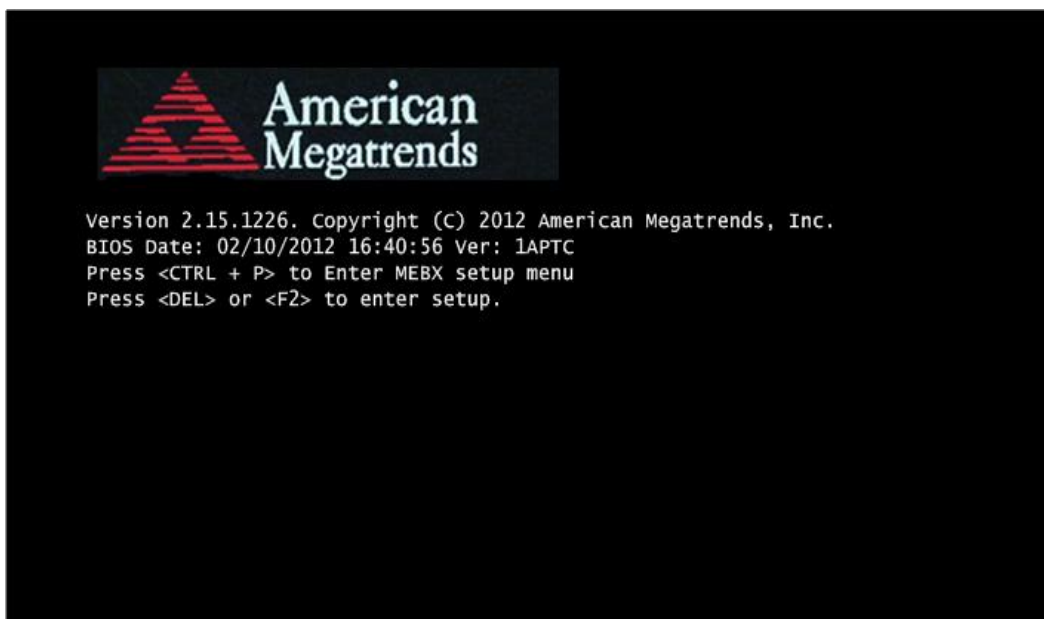 American
Megatrends
Version 2.15.1226. Copyright (C) 2012 American Megatrends, Inc.
BIOS Date: 02/10/2012 16:40:56 Ver: 1APTC
Press <CTRL + P> to Enter MEBX setup menu
Press <DEL> or <F2> to enter setup.